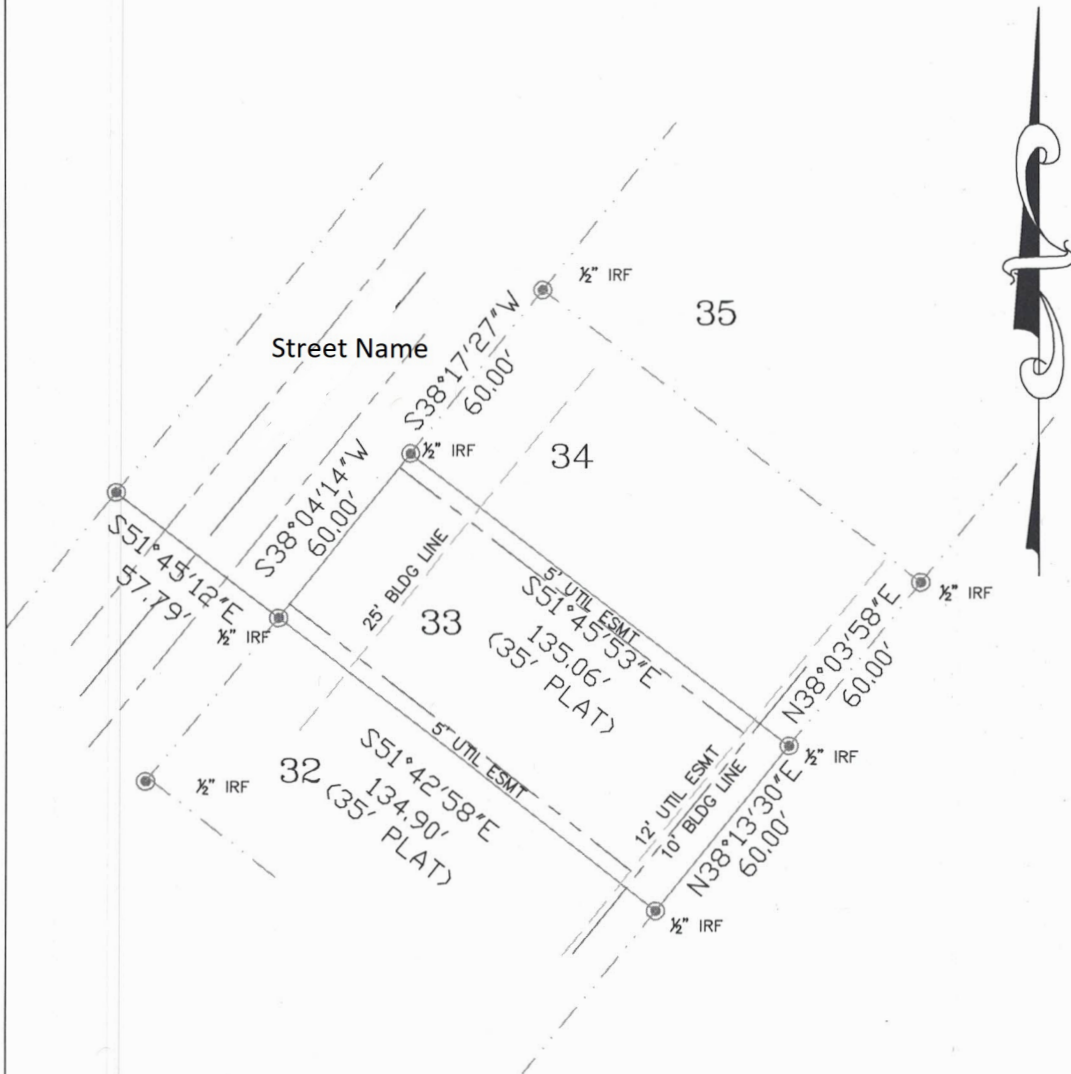 ½" IRF
35
S38°17'27"W
60.00'
Street Name
½" IRF
34
S38°04'14"W
60.00'
S51°45'12"E
57.79'
½" IRF
25' BLDG LINE
33
5' UTIL ESMT
S51°45'53"E
135.06'
(35' PLAT)
½" IRF
N38°03'58"E
60.00'
½" IRF
32
½" IRF
5' UTIL ESMT
S51°42'58"E
134.90'
(35' PLAT)
12' UTIL ESMT
10' BLDG LINE
N38°13'30"E
60.00'
½" IRF